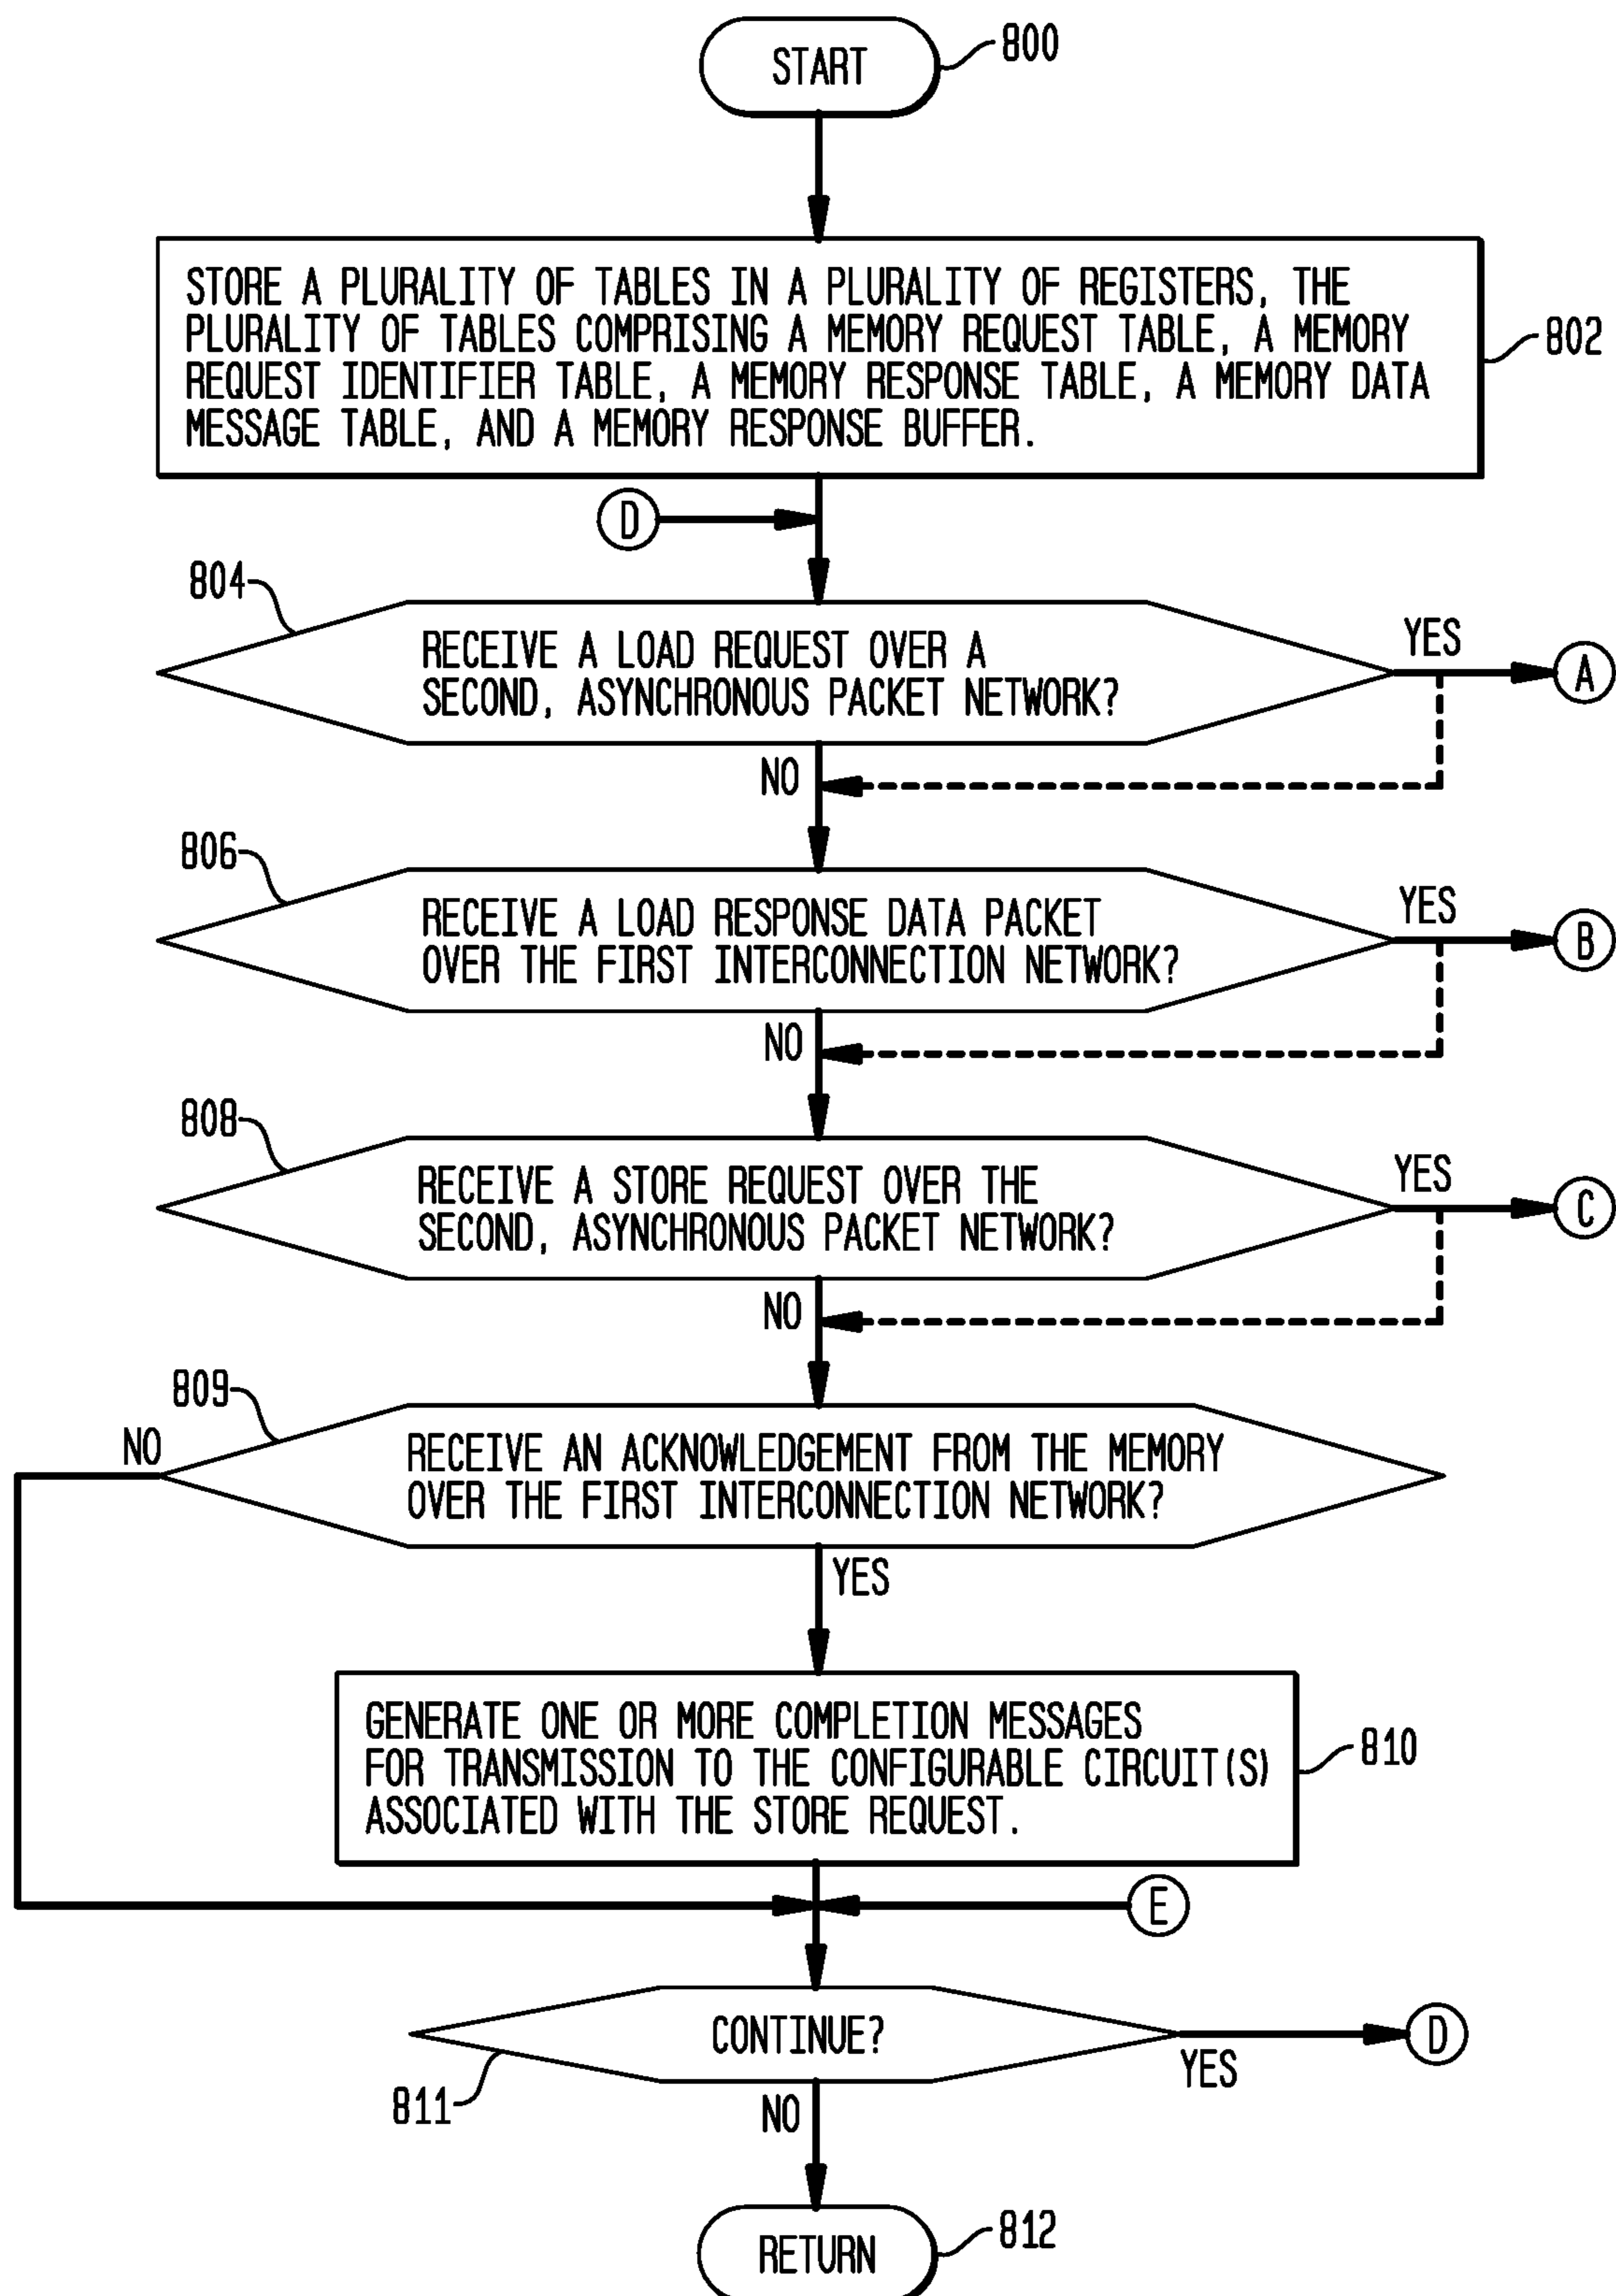 START
800
STORE A PLURALITY OF TABLES IN A PLURALITY OF REGISTERS, THE
PLURALITY OF TABLES COMPRISING A MEMORY REQUEST TABLE, A MEMORY
REQUEST IDENTIFIER TABLE, A MEMORY RESPONSE TABLE, A MEMORY DATA
MESSAGE TABLE, AND A MEMORY RESPONSE BUFFER.
802
D
804
RECEIVE A LOAD REQUEST OVER A
SECOND, ASYNCHRONOUS PACKET NETWORK?
YES
A
NO
806
RECEIVE A LOAD RESPONSE DATA PACKET
OVER THE FIRST INTERCONNECTION NETWORK?
YES
B
NO
808
RECEIVE A STORE REQUEST OVER THE
SECOND, ASYNCHRONOUS PACKET NETWORK?
YES
C
NO
809
NO
RECEIVE AN ACKNOWLEDGEMENT FROM THE MEMORY
OVER THE FIRST INTERCONNECTION NETWORK?
YES
GENERATE ONE OR MORE COMPLETION MESSAGES
FOR TRANSMISSION TO THE CONFIGURABLE CIRCUIT(S)
ASSOCIATED WITH THE STORE REQUEST.
810
E
CONTINUE?
D
YES
811
NO
RETURN
812